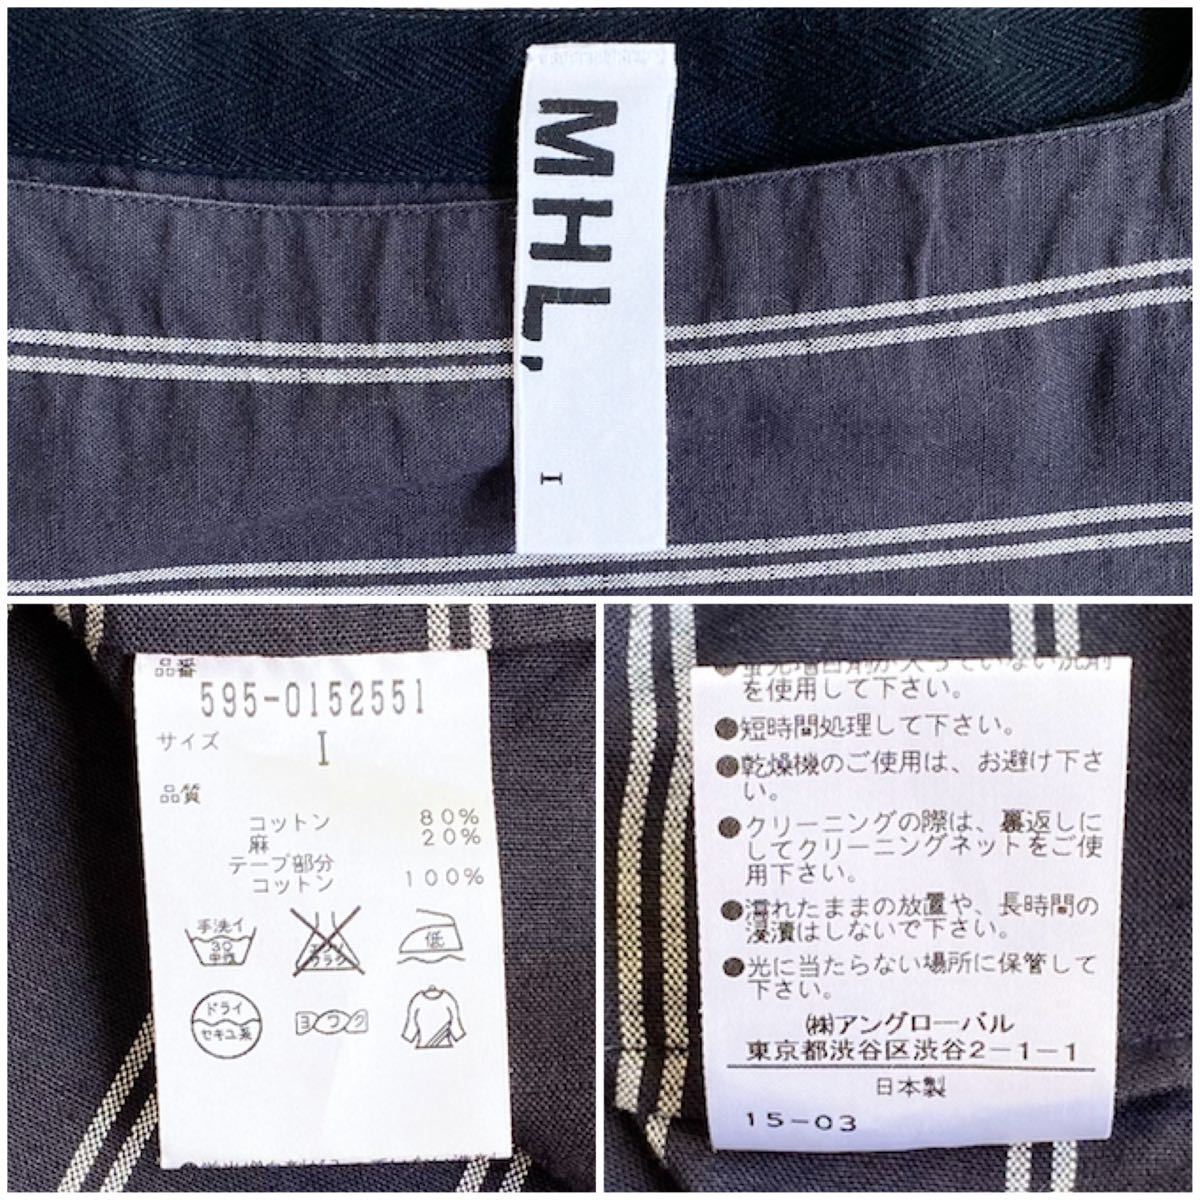 MHL.
I
品番
595-0152551
サイズ I
品質
コットン 80%
麻 20%
テープ部分
コットン 100%
手洗イ
30
中性
エンソ
サラシ
低
ドライ
セキユ系
ヨワク
を使用して下さい。
●短時間処理して下さい。
●乾燥機のご使用は、お避け下さ
い。
●クリーニングの際は、裏返しに
してクリーニングネットをご使
用下さい。
●濡れたままの放置や、長時間の
浸漬はしないで下さい。
●光に当たらない場所に保管して
下さい。
㈱アングローバル
東京都渋谷区渋谷2-1-1
日本製
15-03